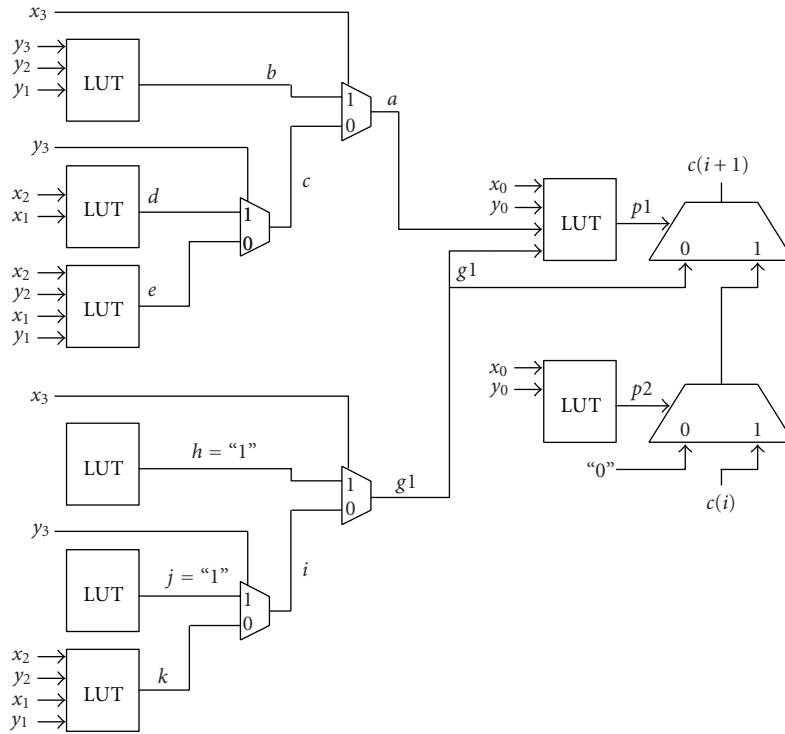 x3
y3
y2
y1
LUT
b
1
0
a
y3
x2
x1
LUT
d
1
0
c
x2
y2
x1
y1
LUT
e
x0
y0
LUT
p1
c(i + 1)
0
1
g1
x0
y0
LUT
p2
0
1
"0"
c(i)
x3
LUT
h = "1"
1
0
g1
y3
LUT
j = "1"
1
0
i
x2
y2
x1
y1
LUT
k